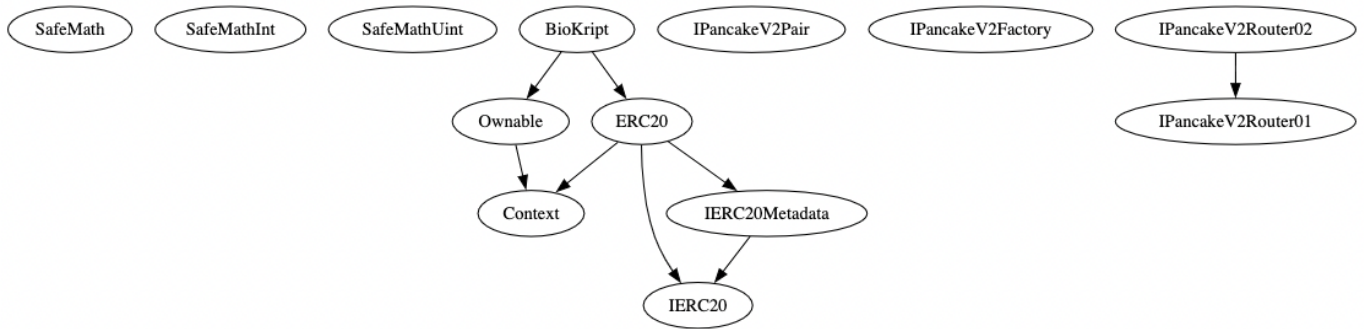 SafeMath
SafeMathInt
SafeMathUint
BioKript
IPancakeV2Pair
IPancakeV2Factory
IPancakeV2Router02
Ownable
ERC20
IPancakeV2Router01
Context
IERC20Metadata
IERC20